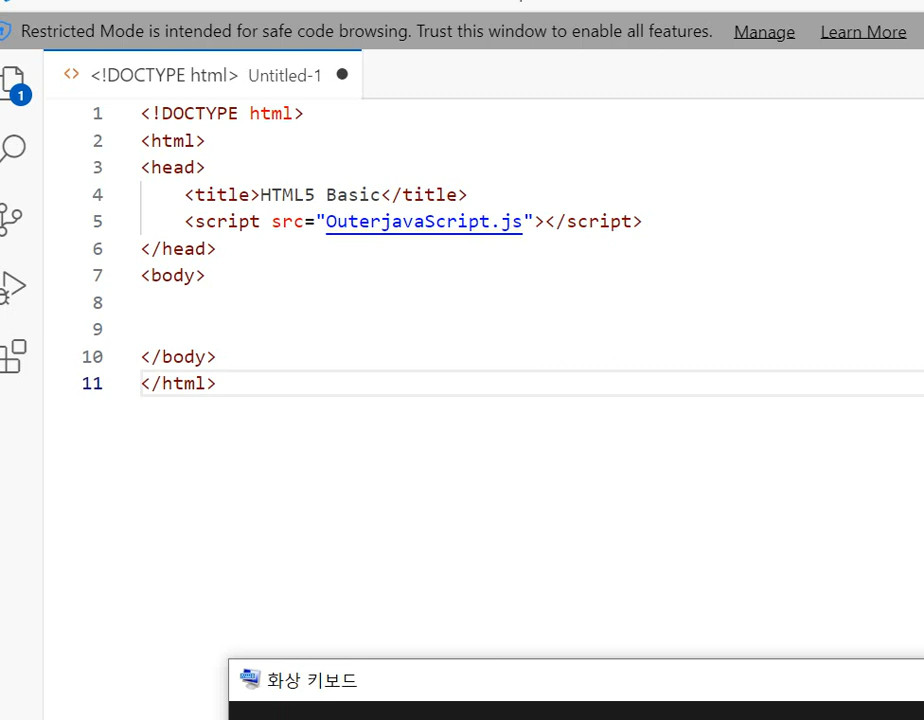 Restricted Mode is intended for safe code browsing. Trust this window to enable all features. Manage Learn More
<!DOCTYPE html> Untitled-1
1
1 <!DOCTYPE html>
2 <html>
3 <head>
4 <title>HTML5 Basic</title>
5 <script src="OuterjavaScript.js"></script>
6 </head>
7 <body>
8
9
10 </body>
11 </html>
화상 키보드